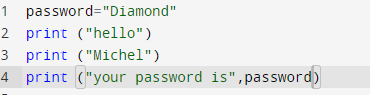 1 password="Diamond"
2 print ("hello")
3 print ("Michel")
4 print ("your password is",password)